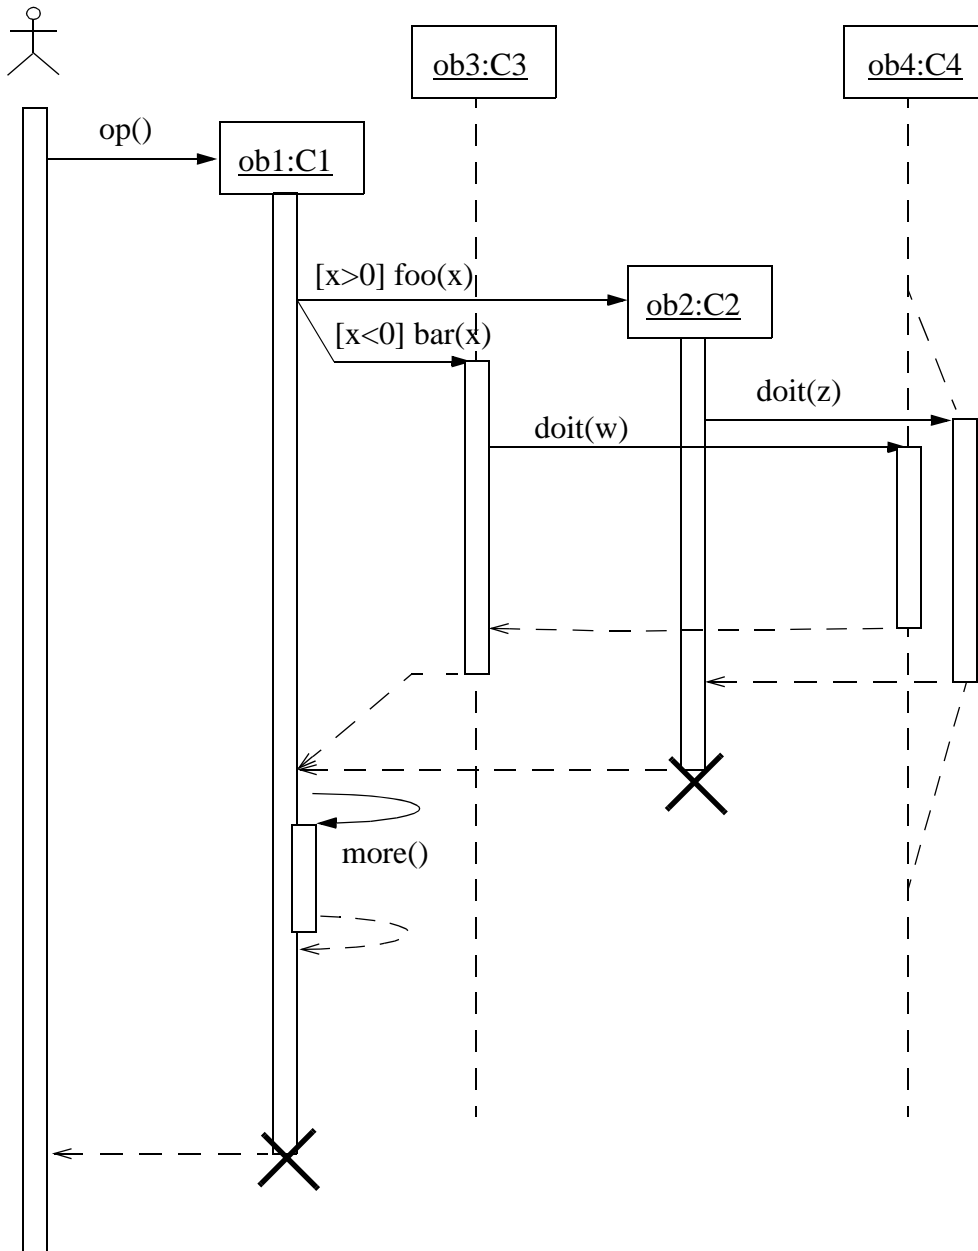 ob3:C3
ob4:C4
op()
ob1:C1
[x>0] foo(x)
ob2:C2
[x<0] bar(x)
doit(z)
doit(w)
more()